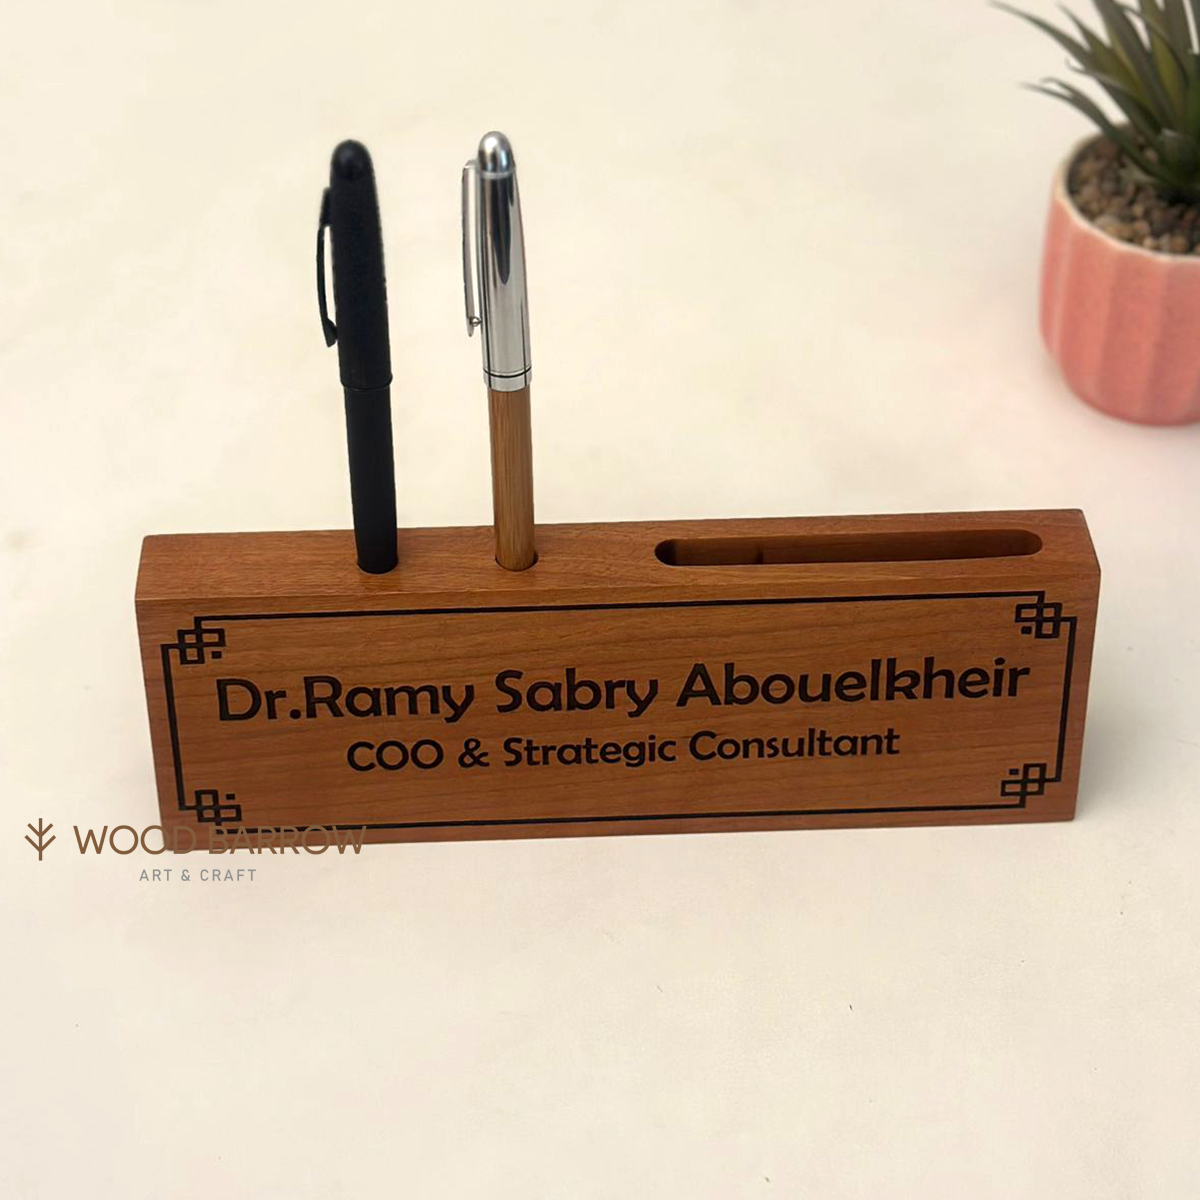 Dr.Ramy Sabry Abouelkheir
COO & Strategic Consultant
WOOD BARROW
ART & CRAFT